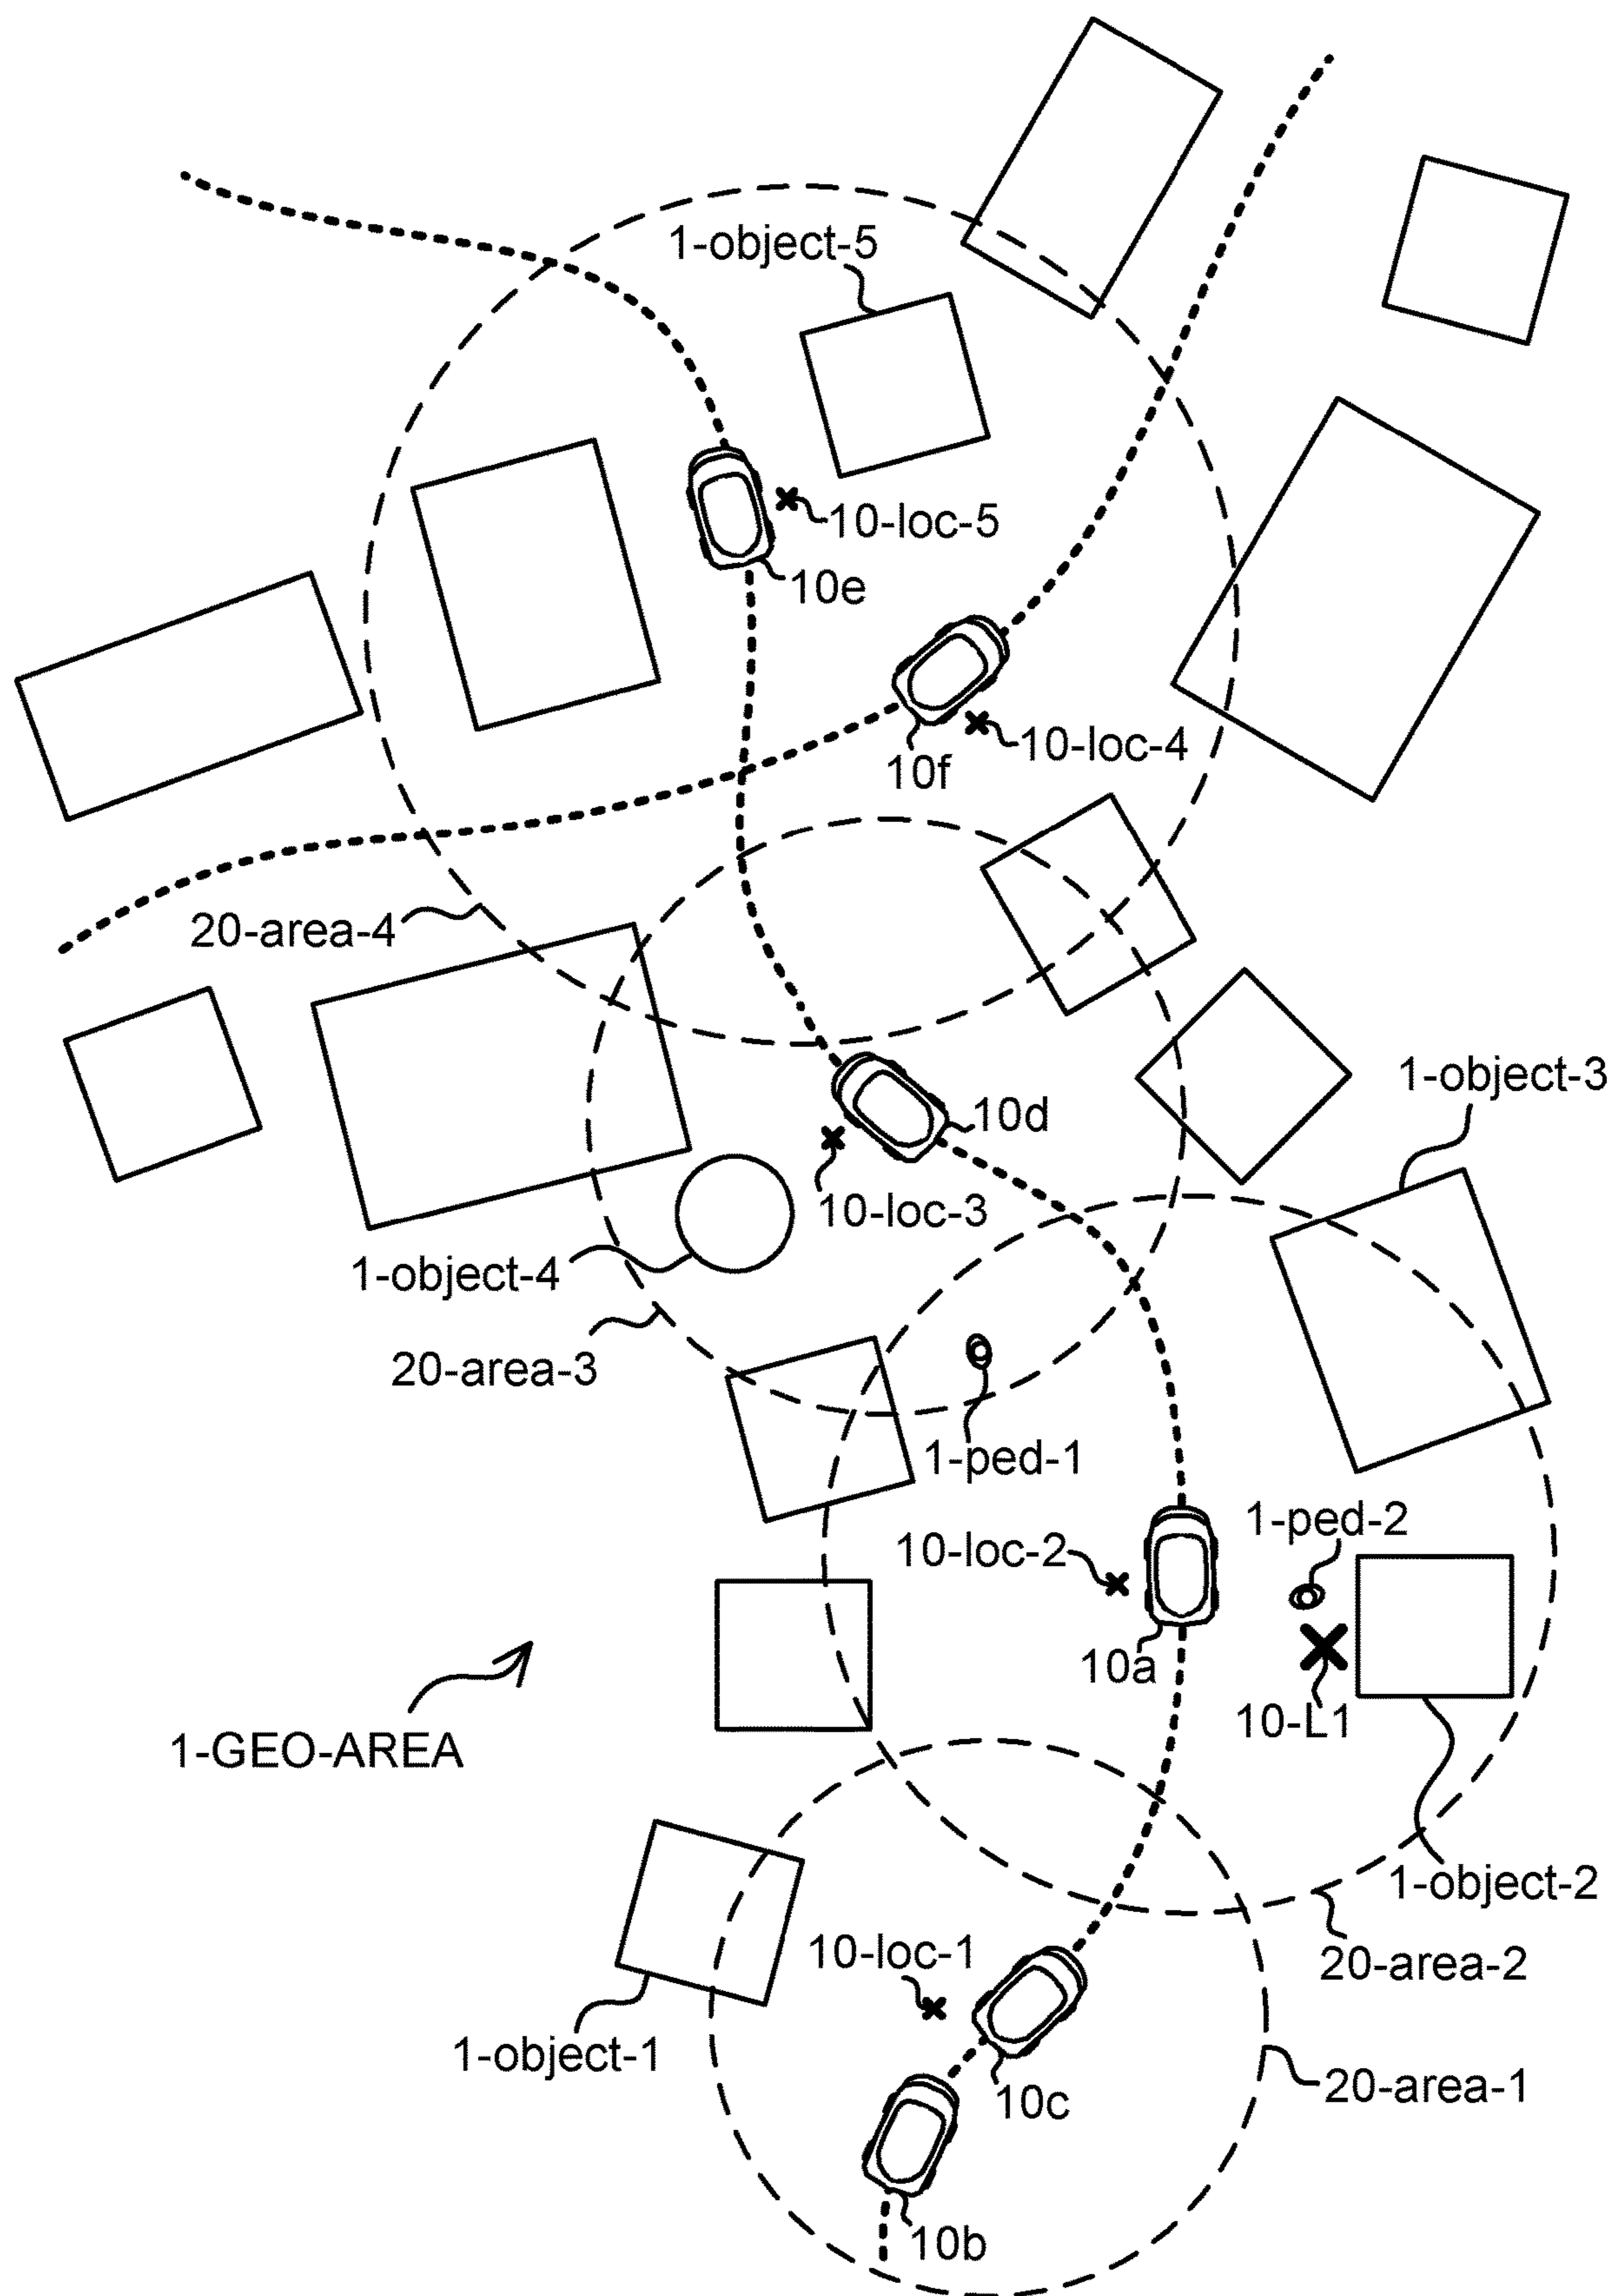 1-object-5
10-loc-5
10e
10-loc-4
10f
20-area-4
1-object-3
10d
10-loc-3
1-object-4
20-area-3
1-ped-1
1-ped-2
10-loc-2
10a
10-L1
1-GEO-AREA
1-object-2
10-loc-1
20-area-2
1-object-1
20-area-1
10c
10b